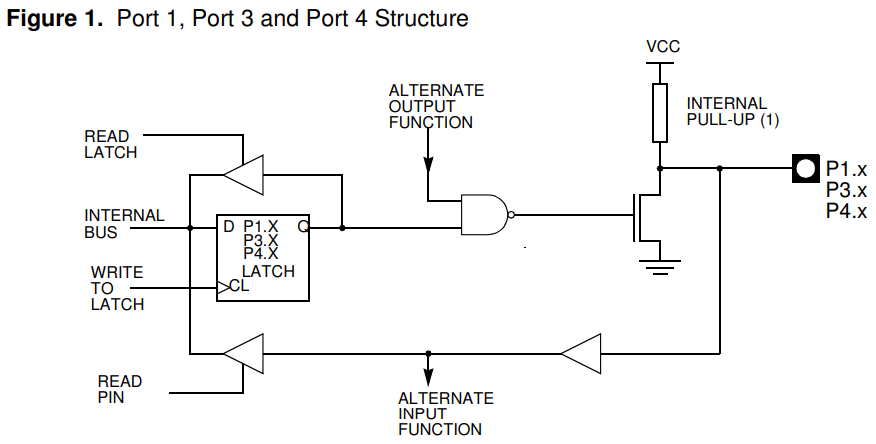 Figure 1. Port 1, Port 3 and Port 4 Structure
VCC
ALTERNATE
OUTPUT
FUNCTION
INTERNAL
PULL-UP (1)
READ
LATCH
P1.x
P3.x
P4.x
INTERNAL
BUS
D P1.X Q
P3.X
P4.X
LATCH
CL
WRITE
TO
LATCH
READ
PIN
ALTERNATE
INPUT
FUNCTION